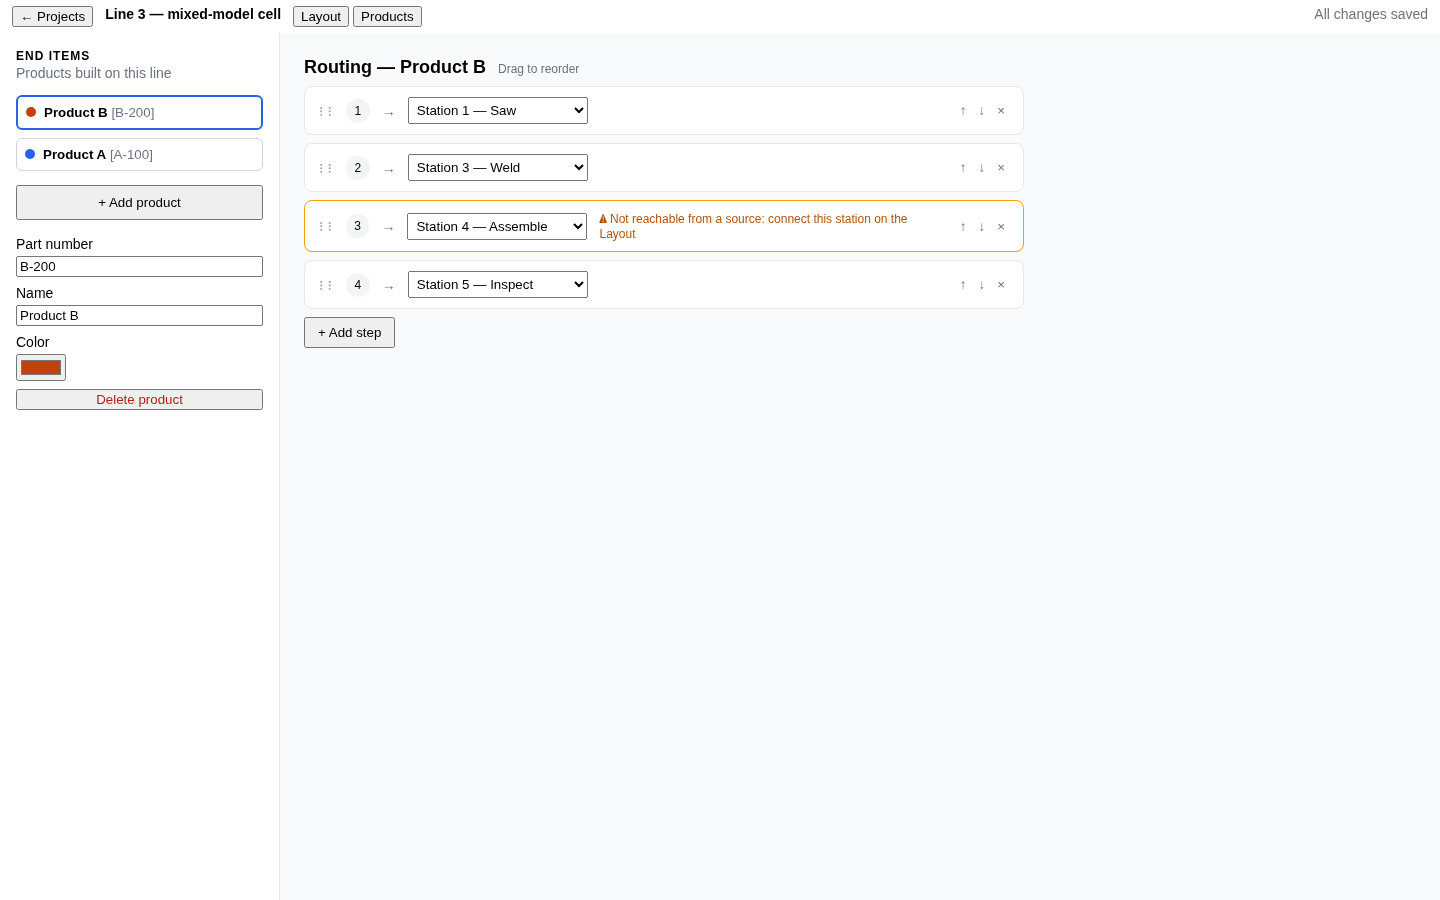 ← Projects
Line 3 — mixed-model cell
Layout
Products
All changes saved
END ITEMS
Products built on this line
Product B [B-200]
Product A [A-100]
+ Add product
Part number
B-200
Name
Product B
Color
Delete product
Routing — Product B
Drag to reorder
1 → Station 1 — Saw ↑ ↓ ×
2 → Station 3 — Weld ↑ ↓ ×
3 → Station 4 — Assemble ⚠ Not reachable from a source: connect this station on the
Layout ↑ ↓ ×
4 → Station 5 — Inspect ↑ ↓ ×
+ Add step